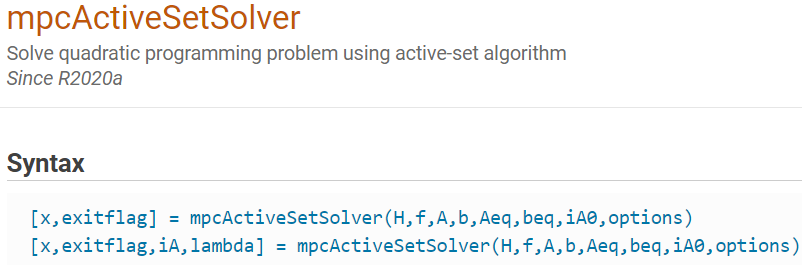 mpcActiveSetSolver
Solve quadratic programming problem using active-set algorithm
Since R2020a
Syntax
[x,exitflag] = mpcActiveSetSolver(H,f,A,b,Aeq,beq,iA0,options)
[x,exitflag,iA,lambda] = mpcActiveSetSolver(H,f,A,b,Aeq,beq,iA0,options)